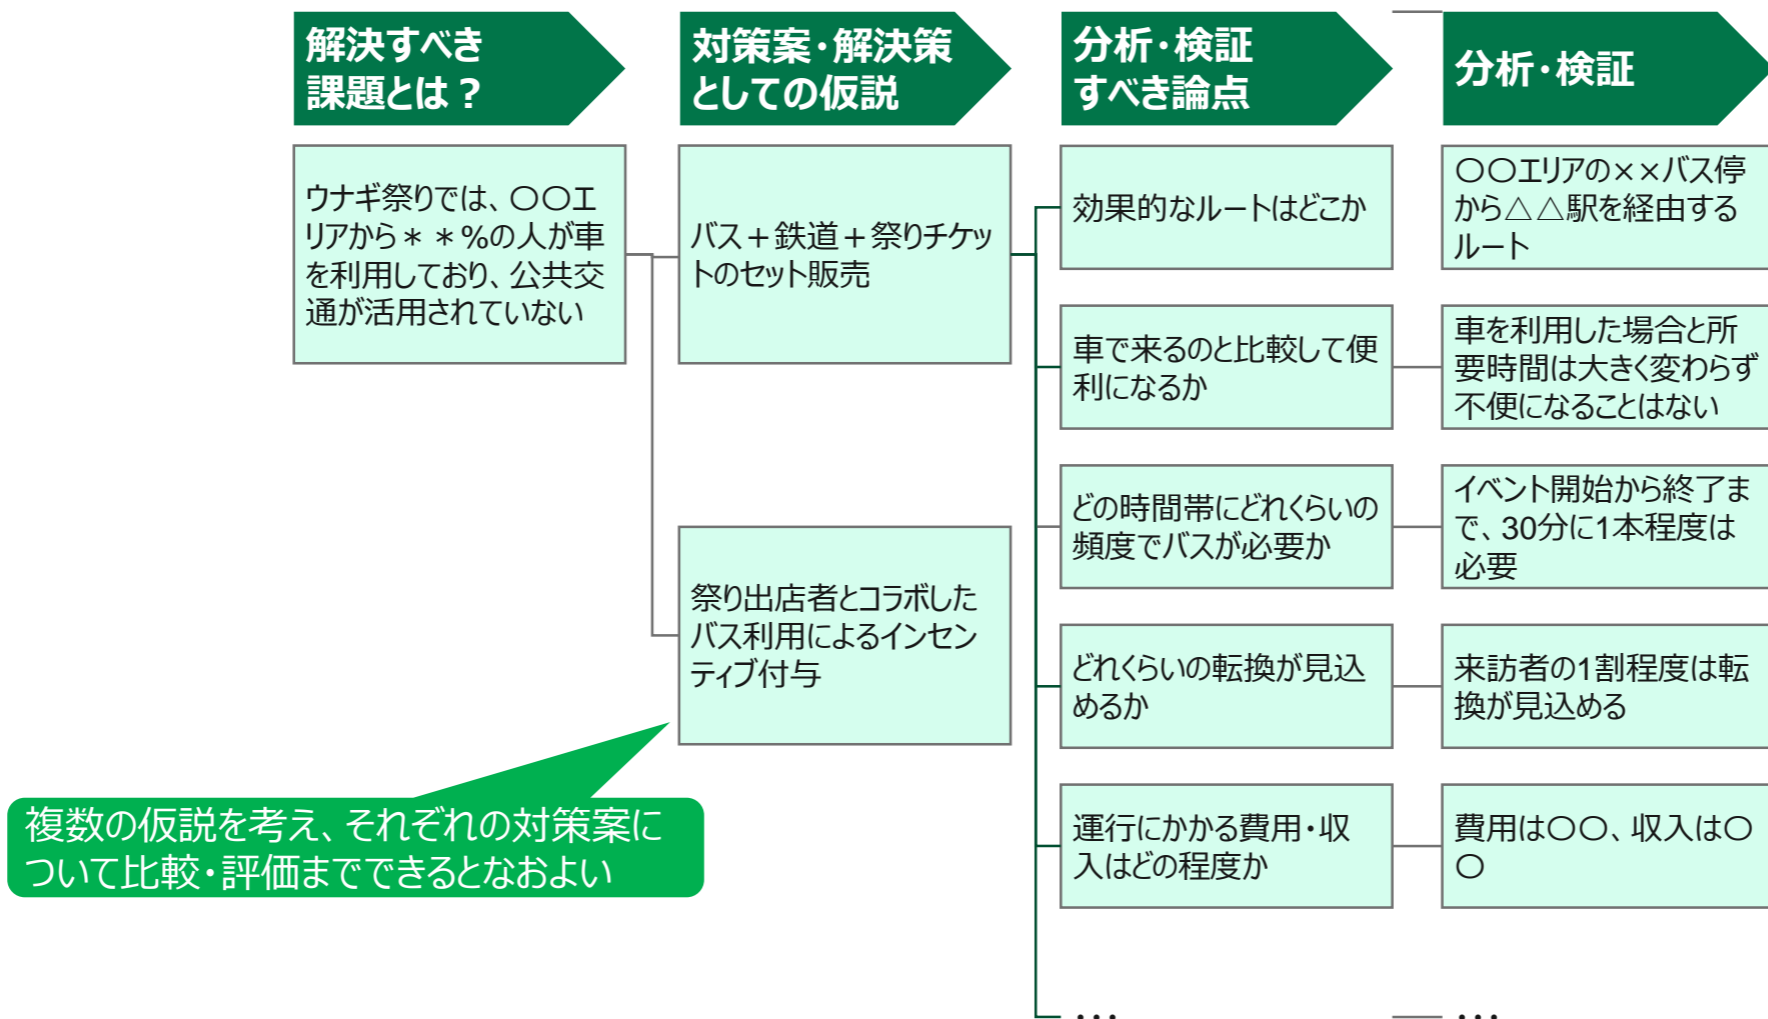 解決すべき
課題とは？
対策案・解決策
としての仮説
分析・検証
すべき論点
分析・検証
ウナギ祭りでは、〇〇エ
リアから＊＊%の人が車
を利用しており、公共交
通が活用されていない
バス＋鉄道＋祭りチケッ
トのセット販売
祭り出店者とコラボした
バス利用によるインセン
ティブ付与
効果的なルートはどこか
〇〇エリアの××バス停
から△△駅を経由する
ルート
車で来るのと比較して便
利になるか
車を利用した場合と所
要時間は大きく変わらず
不便になることはない
どの時間帯にどれくらいの
頻度でバスが必要か
イベント開始から終了ま
で、30分に1本程度は
必要
どれくらいの転換が見込
めるか
来訪者の1割程度は転
換が見込める
運行にかかる費用・収
入はどの程度か
費用は〇〇、収入は〇
〇
…
…
複数の仮説を考え、それぞれの対策案に
ついて比較・評価までできるとなおよい